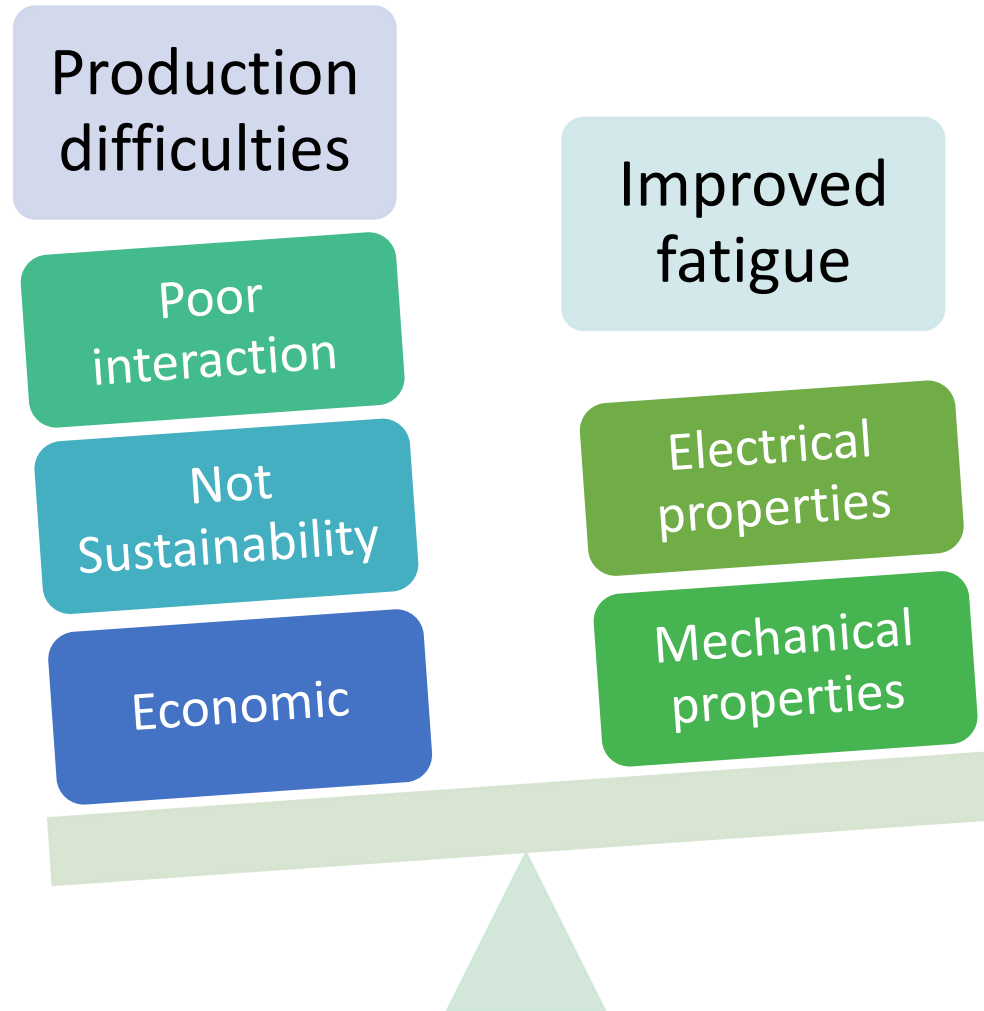 Production
difficulties
Poor
interaction
Not
Sustainability
Economic
Improved
fatigue
Electrical
properties
Mechanical
properties